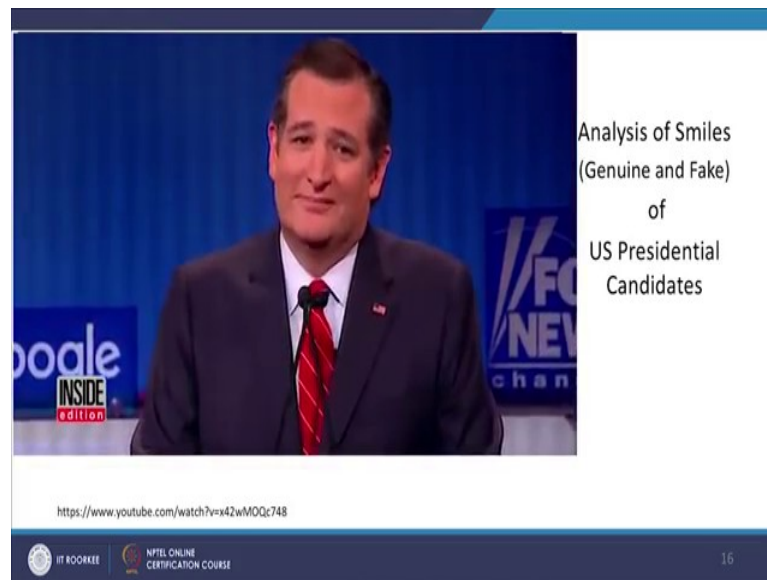 Analysis of Smiles
(Genuine and Fake)
of
US Presidential
Candidates
oogle
INSIDE
edition
FO
NEW
chan
https://www.youtube.com/watch?v=x42wMOQc748
IIT ROORKEE
NPTEL ONLINE
CERTIFICATION COURSE
16